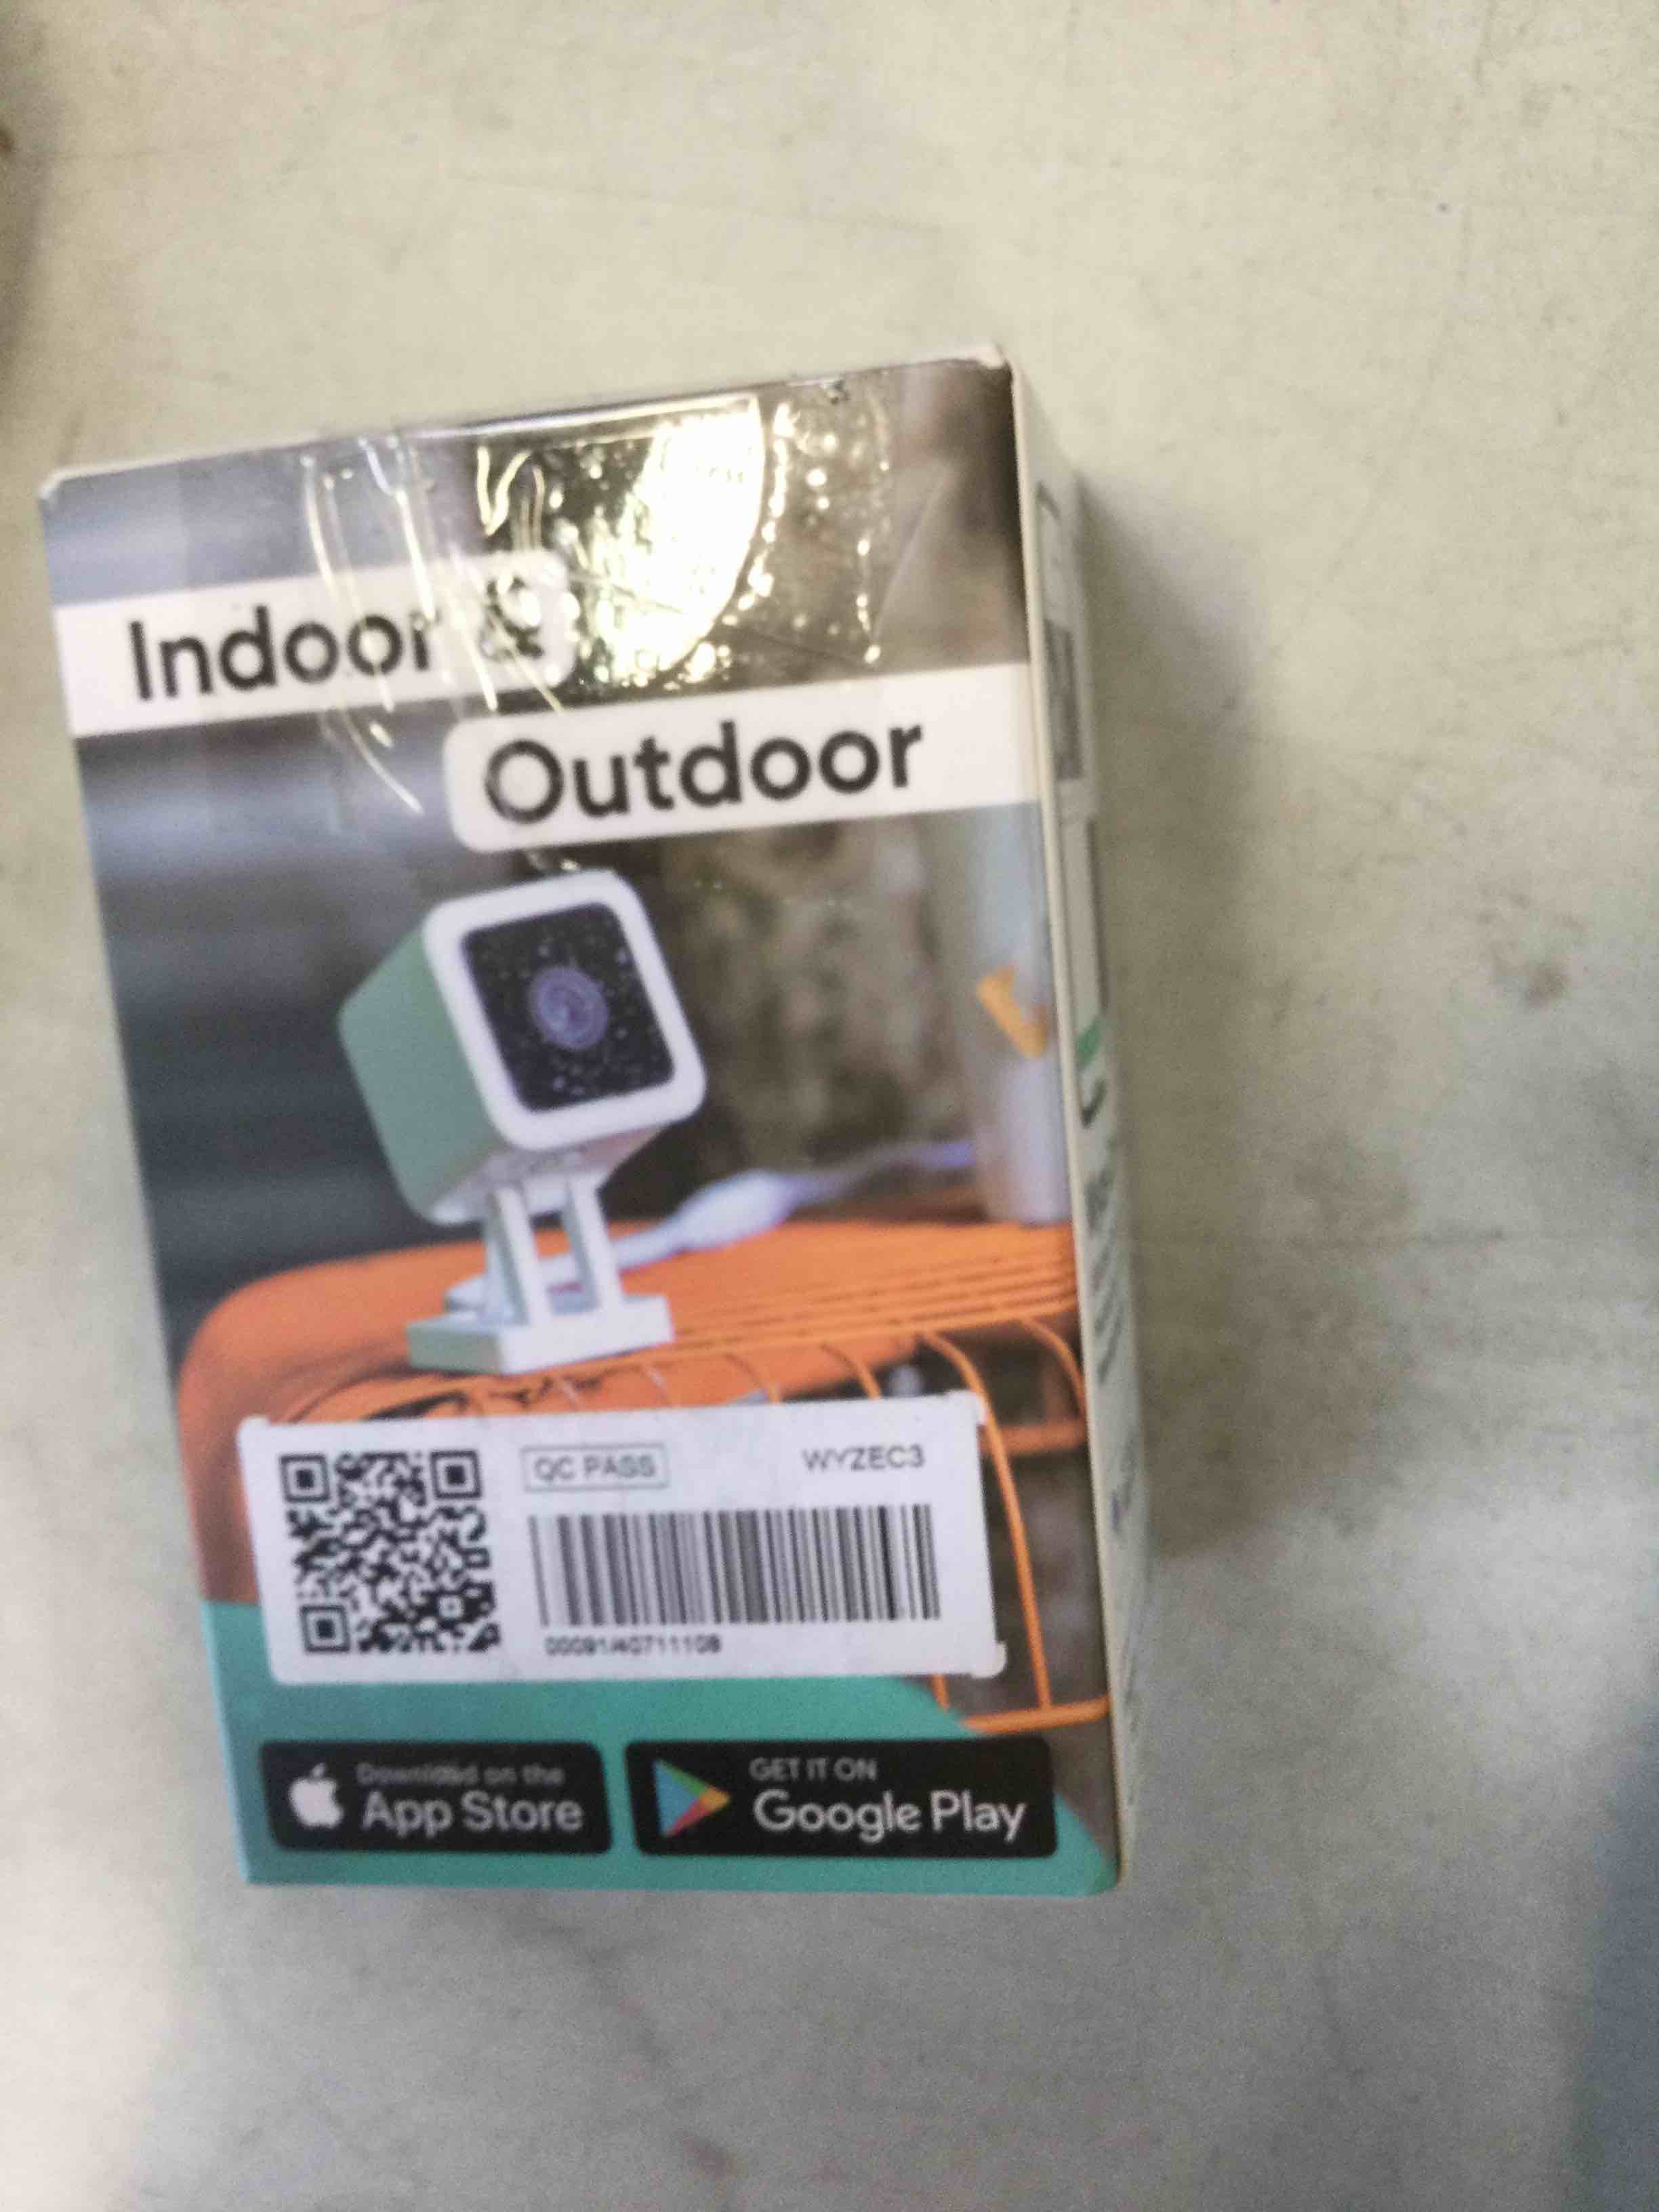 Indoor &
Outdoor
QC PASS
WYZEC3
Download on the
App Store
GET IT ON
Google Play